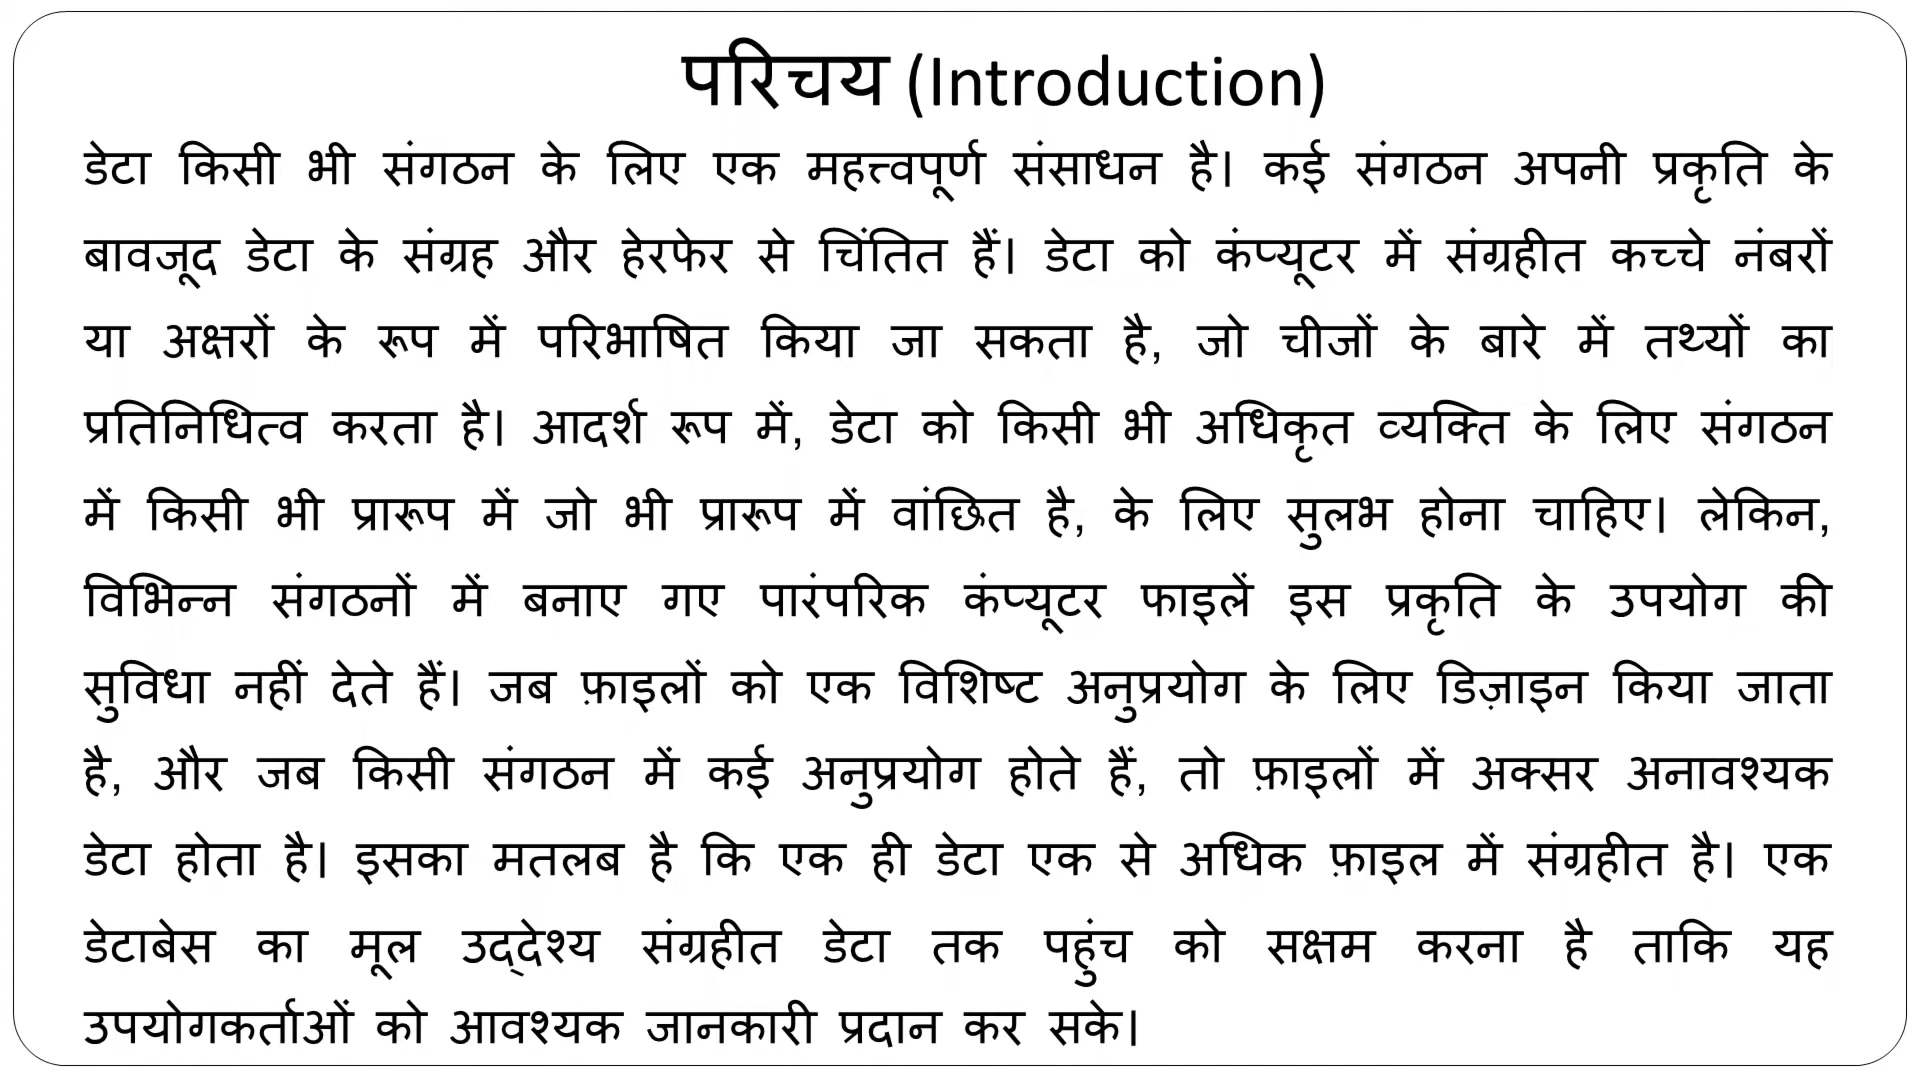 परिचय (Introduction)
डेटा किसी भी संगठन के लिए एक महत्त्वपूर्ण संसाधन है। कई संगठन अपनी प्रकृति के
बावजूद डेटा के संग्रह और हेरफेर से चिंतित हैं। डेटा को कंप्यूटर में संग्रहीत कच्चे नंबरों
या अक्षरों के रूप में परिभाषित किया जा सकता है, जो चीजों के बारे में तथ्यों का
प्रतिनिधित्व करता है। आदर्श रूप में, डेटा को किसी भी अधिकृत व्यक्ति के लिए संगठन
में किसी भी प्रारूप में जो भी प्रारूप में वांछित है, के लिए सुलभ होना चाहिए। लेकिन,
विभिन्न संगठनों में बनाए गए पारंपरिक कंप्यूटर फाइलें इस प्रकृति के उपयोग की
सुविधा नहीं देते हैं। जब फ़ाइलों को एक विशिष्ट अनुप्रयोग के लिए डिज़ाइन किया जाता
है, और जब किसी संगठन में कई अनुप्रयोग होते हैं, तो फ़ाइलों में अक्सर अनावश्यक
डेटा होता है। इसका मतलब है कि एक ही डेटा एक से अधिक फ़ाइल में संग्रहीत है। एक
डेटाबेस का मूल उद्देश्य संग्रहीत डेटा तक पहुंच को सक्षम करना है ताकि यह
उपयोगकर्ताओं को आवश्यक जानकारी प्रदान कर सके।